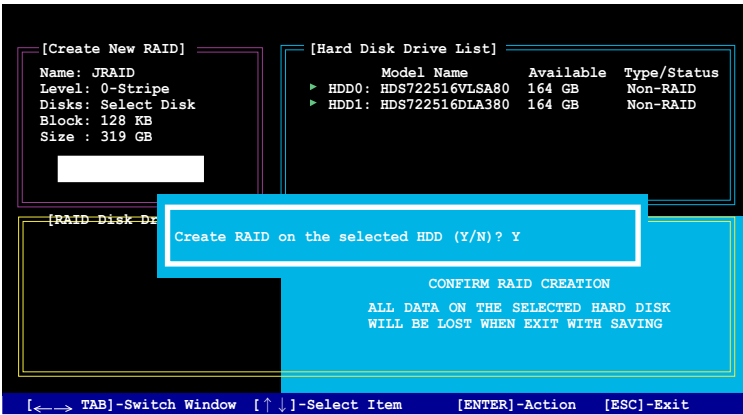 [Create New RAID]
Name: JRAID
Level: 0-Stripe
Disks: Select Disk
Block: 128 KB
Size : 319 GB
[Hard Disk Drive List]
Model Name Available Type/Status
HDD0: HDS722516VLSA80 164 GB Non-RAID
HDD1: HDS722516DLA380 164 GB Non-RAID
[RAID Disk Dr
Create RAID on the selected HDD (Y/N)? Y
CONFIRM RAID CREATION
ALL DATA ON THE SELECTED HARD DISK
WILL BE LOST WHEN EXIT WITH SAVING
[←→ TAB]-Switch Window [↑↓]-Select Item [ENTER]-Action [ESC]-Exit